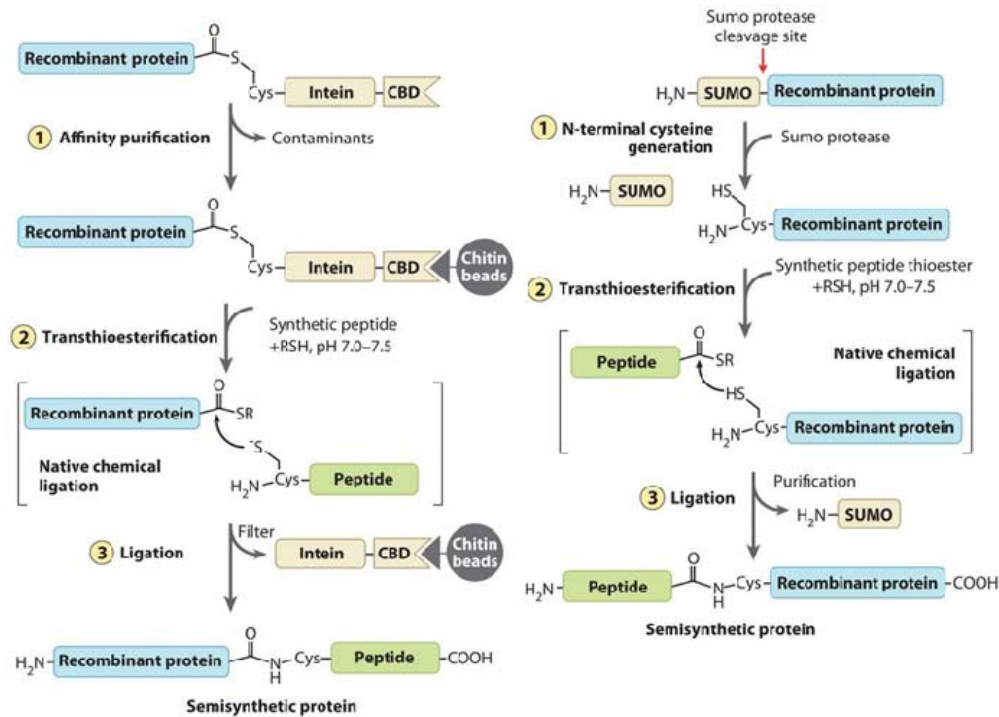 Recombinant protein
O
S
Cys
Intein
CBD
1 Affinity purification
Contaminants
Recombinant protein
O
S
Cys
Intein
CBD
Chitin
beads
2 Transthioesterification
Synthetic peptide
+RSH, pH 7.0–7.5
Recombinant protein
O
SR
-S
Native chemical
ligation
H2N
Cys
Peptide
3 Ligation
Filter
Intein
CBD
Chitin
beads
H2N
Recombinant protein
O
N
H
Cys
Peptide
COOH
Semisynthetic protein
Sumo protease
cleavage site
H2N
SUMO
Recombinant protein
1 N-terminal cysteine
generation
Sumo protease
H2N
SUMO
HS
H2N
Cys
Recombinant protein
2 Transthioesterification
Synthetic peptide thioester
+RSH, pH 7.0–7.5
Peptide
O
SR
HS
Native chemical
ligation
H2N
Cys
Recombinant protein
3 Ligation
Purification
H2N
SUMO
H2N
Peptide
O
N
H
Cys
Recombinant protein
COOH
Semisynthetic protein